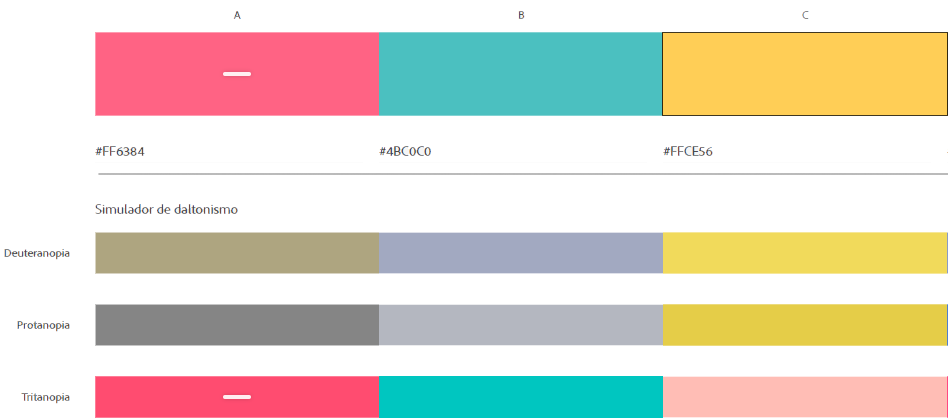 A B C
#FF6384 #4BC0C0 #FFCE56
Simulador de daltonismo
Deuteranopia
Protanopia
Tritanopia